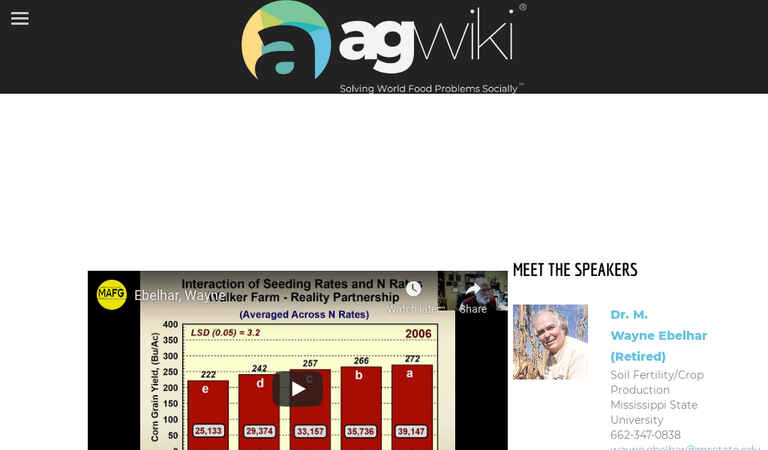 agwiki®
Solving World Food Problems Socially™
MEET THE SPEAKERS
MAFG
Ebelhar, Wayne
Watch later
Share
Interaction of Seeding Rates and N Rates
Walker Farm - Reality Partnership
(Averaged Across N Rates)
LSD (0.05) = 3.2
2006
Corn Grain Yield, (Bu/Ac)
400
350
300
250
200
150
100
50
222
242
257
266
272
e
d
c
b
a
25,133
29,374
33,157
35,736
39,147
Dr. M.
Wayne Ebelhar
(Retired)
Soil Fertility/Crop
Production
Mississippi State
University
662-347-0838